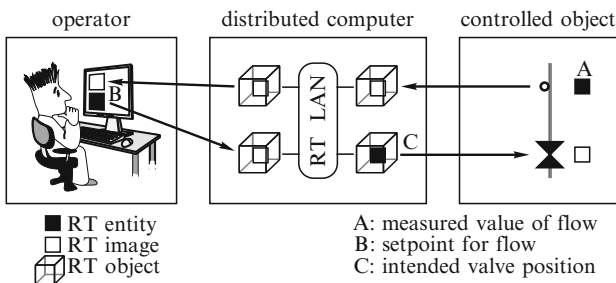 operator
distributed computer
controlled object
A
B
RT LAN
C
RT entity
RT image
RT object
A: measured value of flow
B: setpoint for flow
C: intended valve position